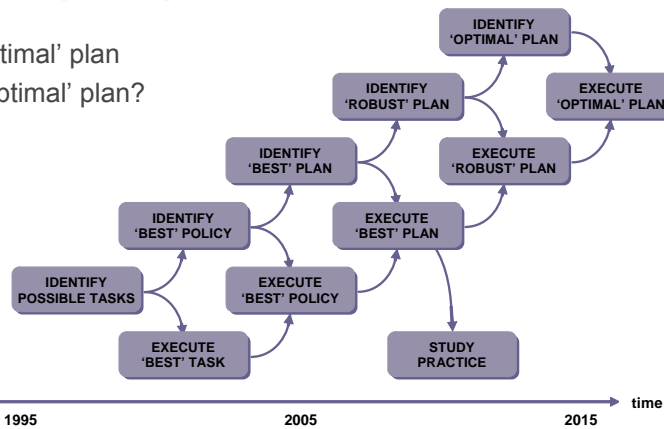 IDENTIFY
'OPTIMAL' PLAN
timal' plan
ptimal' plan?
IDENTIFY
'ROBUST' PLAN
EXECUTE
'OPTIMAL' PLAN
IDENTIFY
'BEST' PLAN
EXECUTE
'ROBUST' PLAN
IDENTIFY
'BEST' POLICY
EXECUTE
'BEST' PLAN
IDENTIFY
POSSIBLE TASKS
EXECUTE
'BEST' POLICY
EXECUTE
'BEST' TASK
STUDY
PRACTICE
time
1995
2005
2015